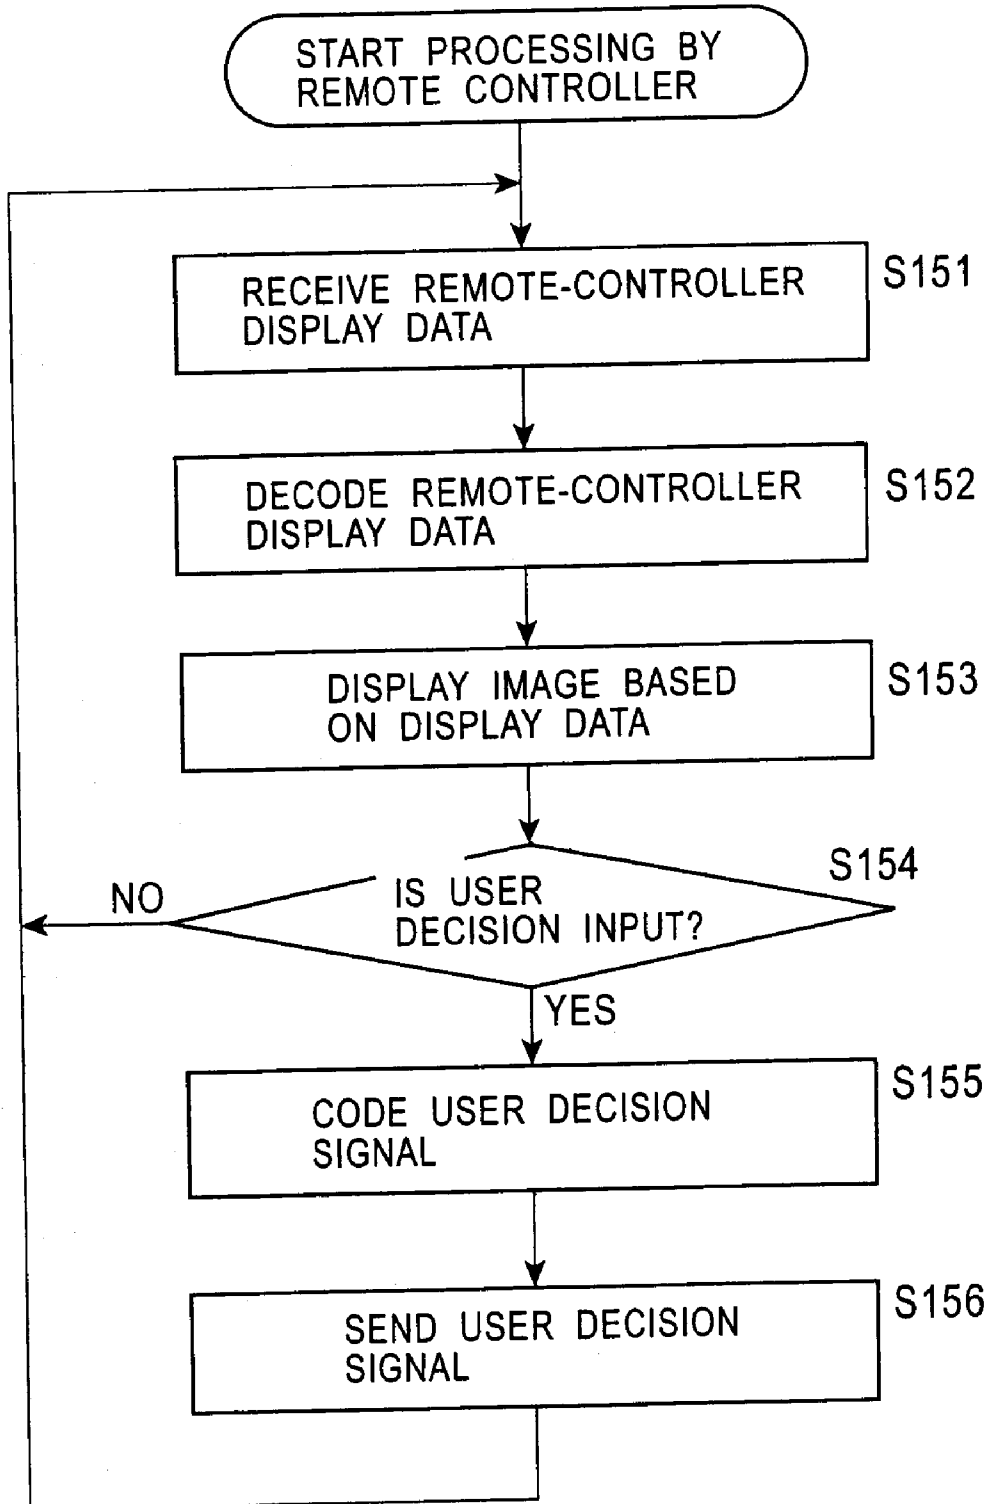 START PROCESSING BY
REMOTE CONTROLLER
RECEIVE REMOTE-CONTROLLER
DISPLAY DATA
S151
DECODE REMOTE-CONTROLLER
DISPLAY DATA
S152
DISPLAY IMAGE BASED
ON DISPLAY DATA
S153
IS USER
DECISION INPUT?
S154
NO
YES
CODE USER DECISION
SIGNAL
S155
SEND USER DECISION
SIGNAL
S156